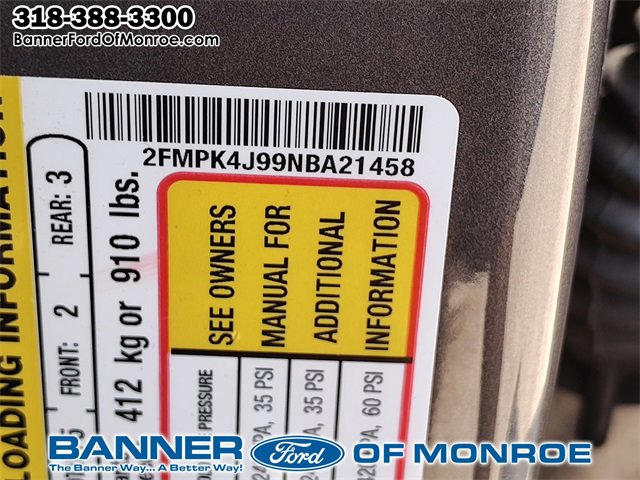 318-388-3300
BannerFordOfMonroe.com
2FMPK4J99NBA21458
LOADING INFORMATION
FRONT: 2
REAR: 3
412 kg or 910 lbs.
SEE OWNERS
MANUAL FOR
ADDITIONAL
INFORMATION
PRESSURE
35 PSI
35 PSI
60 PSI
BANNER Ford OF MONROE
The Banner Way... A Better Way!